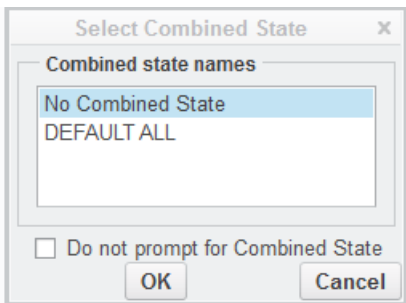 Select Combined State
Combined state names
No Combined State
DEFAULT ALL
Do not prompt for Combined State
OK Cancel